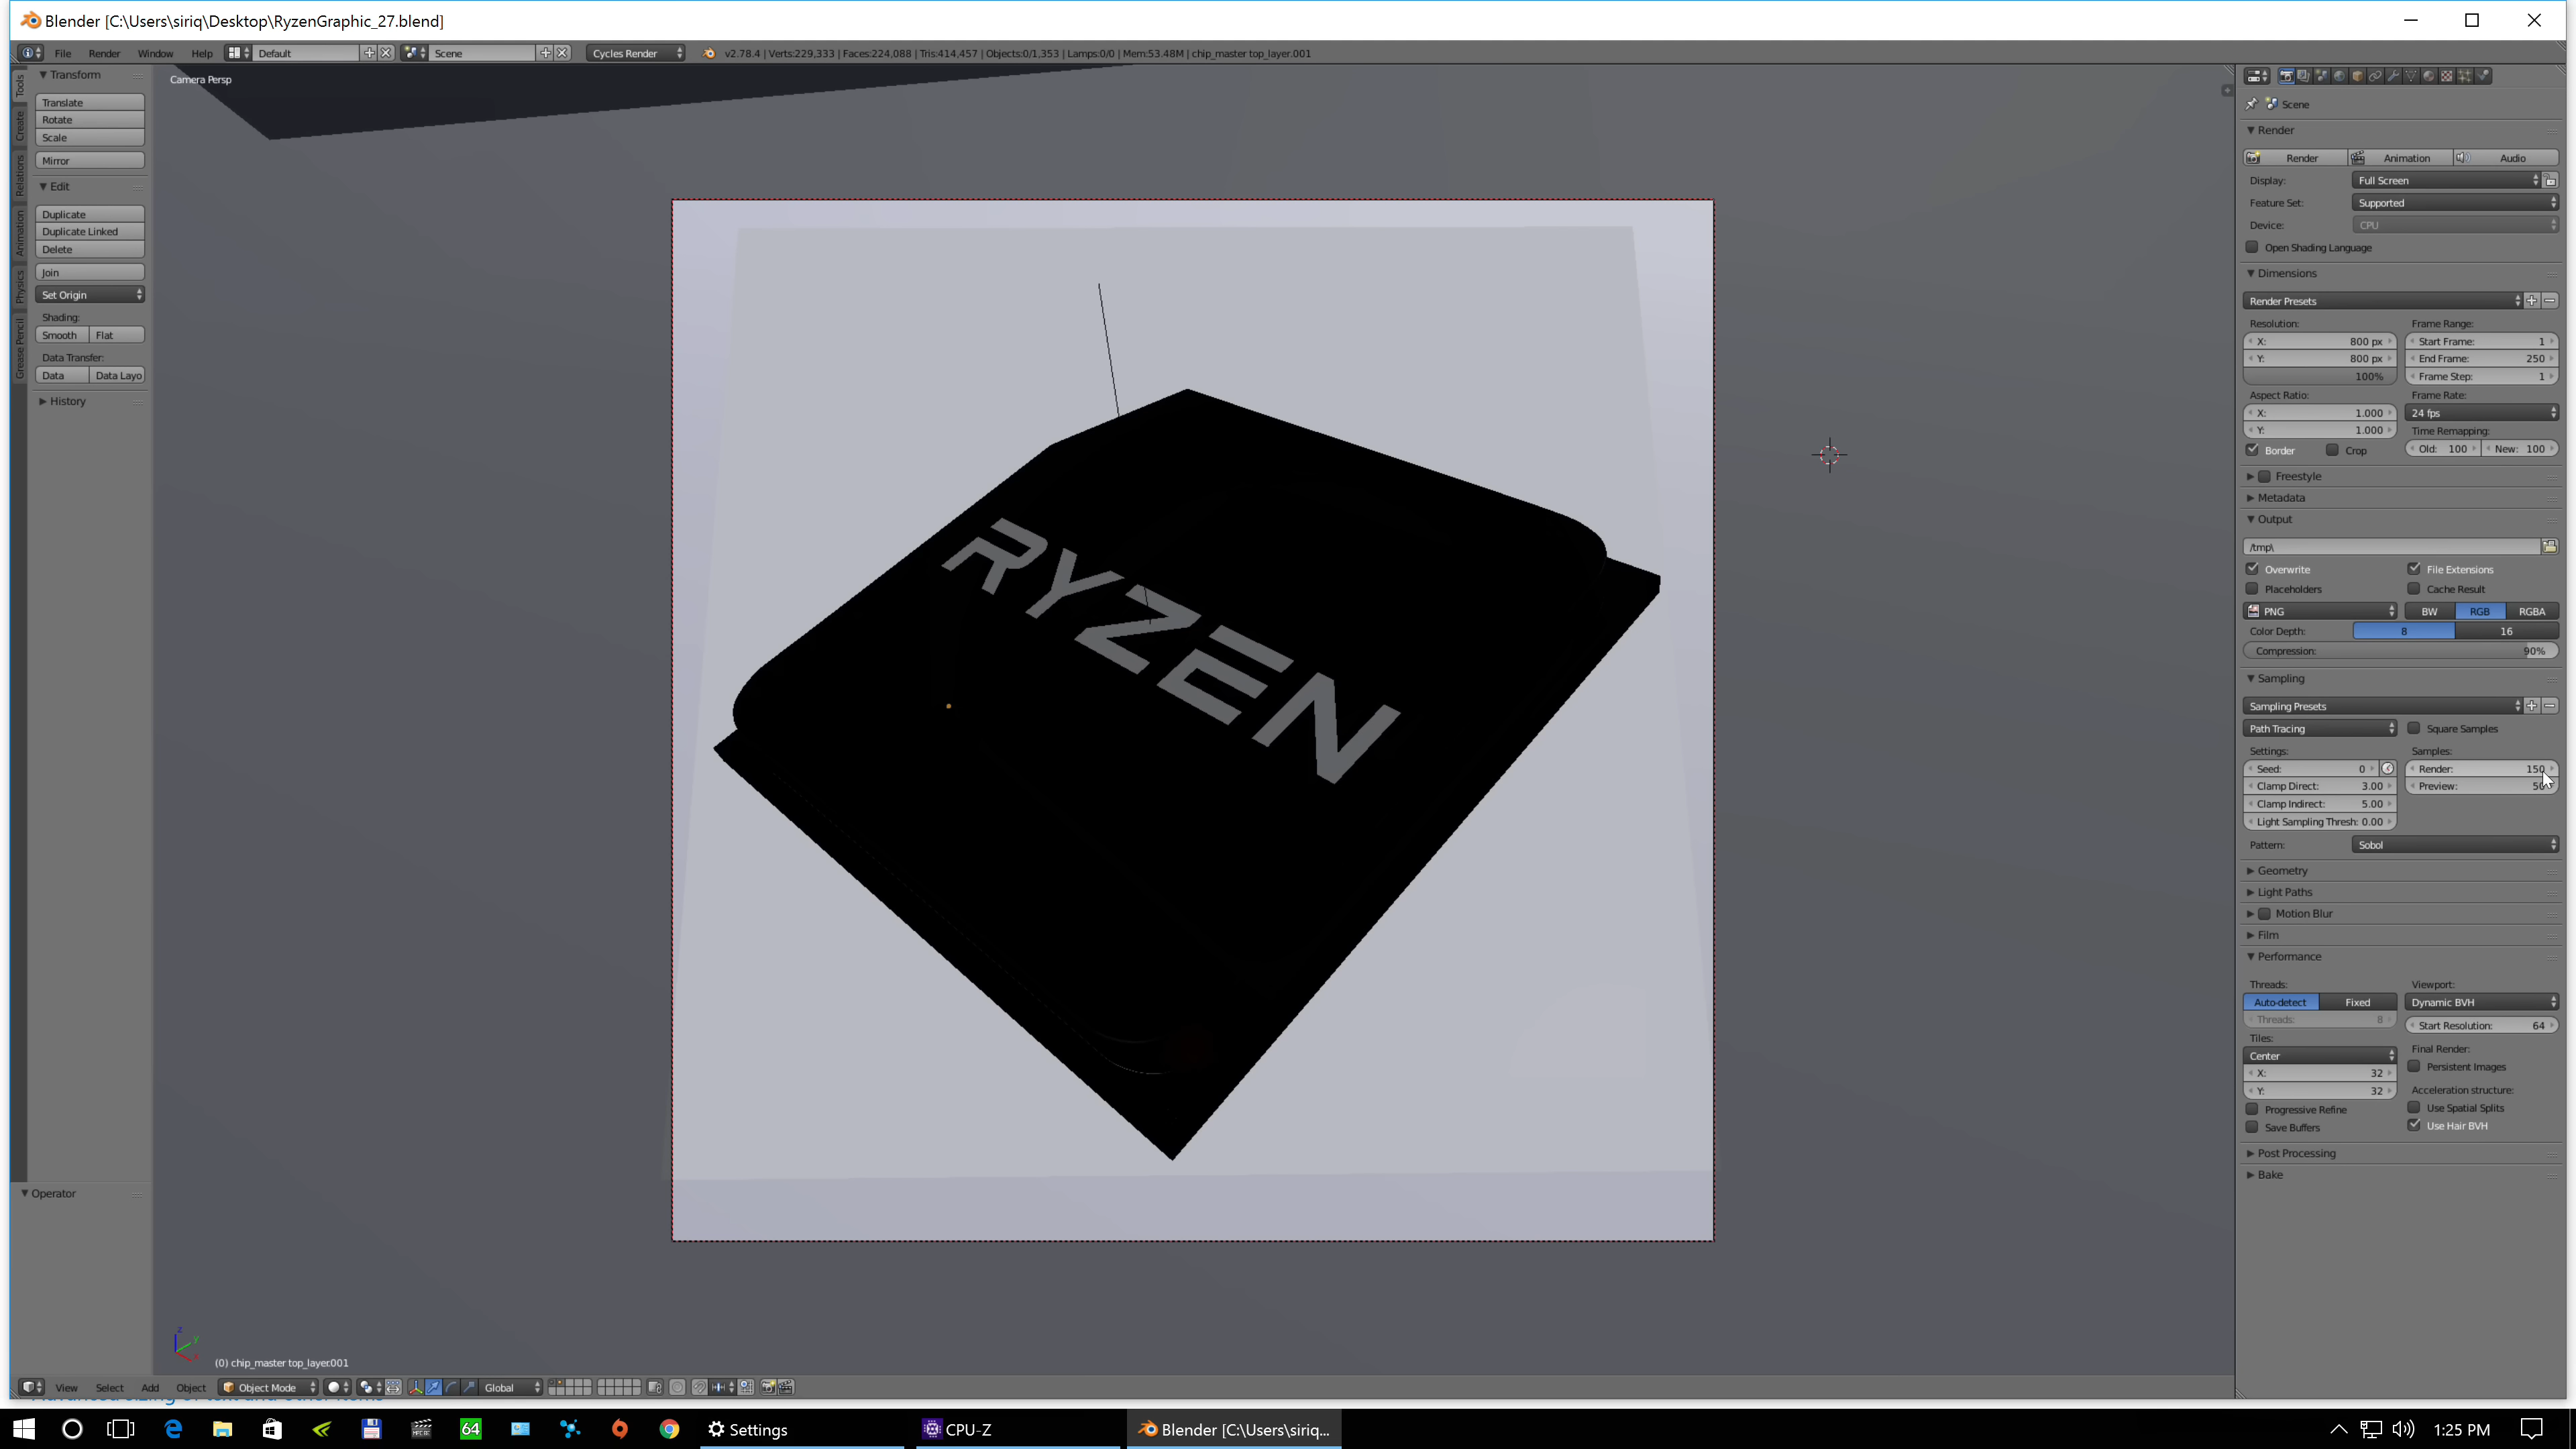 Blender [C:\Users\siriq\Desktop\RyzenGraphic_27.blend]
File Render Window Help Default Scene Cycles Render v2.78.4 | Verts:229,333 | Faces:224,088 | Tris:414,457 | Objects:0/1,353 | Lamps:0/0 | Mem:53.48M | chip_master top_layer.001
Tools
Create
Relations
Animation
Physics
Grease Pencil
Transform
Translate
Rotate
Scale
Mirror
Edit
Duplicate
Duplicate Linked
Delete
Join
Set Origin
Shading:
Smooth Flat
Data Transfer:
Data Data Layo
History
Operator
Camera Persp
RYZEN
(0) chip_master top_layer.001
Scene
Render
Render Animation Audio
Display: Full Screen
Feature Set: Supported
Device: CPU
Open Shading Language
Dimensions
Render Presets
Resolution: Frame Range:
X: 800 px Start Frame: 1
Y: 800 px End Frame: 250
100% Frame Step: 1
Aspect Ratio: Frame Rate:
X: 1.000 24 fps
Y: 1.000 Time Remapping:
Border Crop Old: 100 New: 100
Freestyle
Metadata
Output
/tmp\
Overwrite File Extensions
Placeholders Cache Result
PNG BW RGB RGBA
Color Depth: 8 16
Compression: 90%
Sampling
Sampling Presets
Path Tracing Square Samples
Settings: Samples:
Seed: 0 Render: 150
Clamp Direct: 3.00 Preview:
Clamp Indirect: 5.00
Light Sampling Thresh: 0.00
Pattern: Sobol
Geometry
Light Paths
Motion Blur
Film
Performance
Threads: Viewport:
Auto-detect Fixed Dynamic BVH
Threads: 8 Start Resolution: 64
Tiles: Final Render:
Center Persistent Images
X: 32 Acceleration structure:
Y: 32 Use Spatial Splits
Progressive Refine Use Hair BVH
Save Buffers
Post Processing
Bake
View Select Add Object Object Mode Global
64 Settings CPU-Z Blender [C:\Users\siriq... 1:25 PM